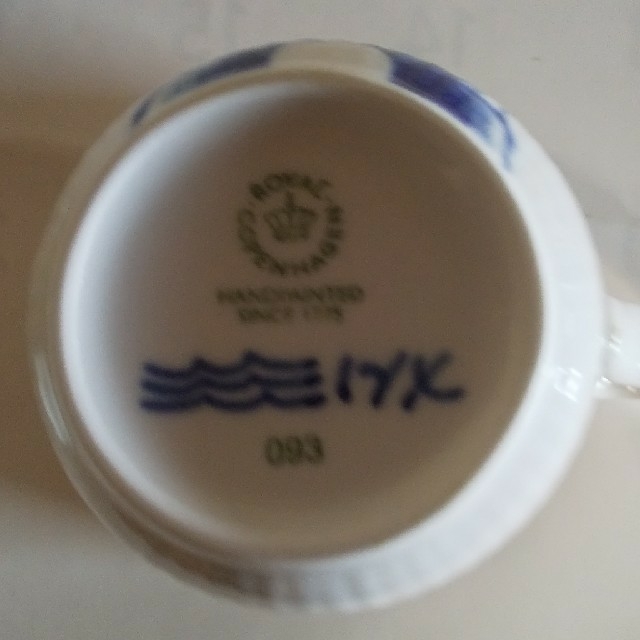 ROYAL COPENHAGEN
HANDPAINTED
SINCE 1775
093